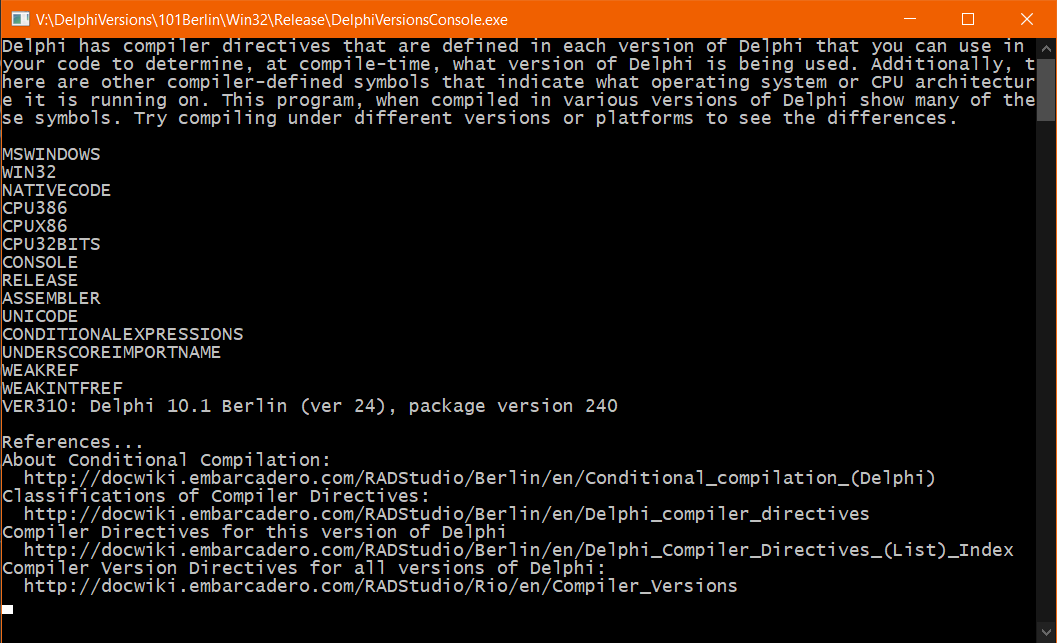 V:\DelphiVersions\101Berlin\Win32\Release\DelphiVersionsConsole.exe
Delphi has compiler directives that are defined in each version of Delphi that you can use in
your code to determine, at compile-time, what version of Delphi is being used. Additionally, t
here are other compiler-defined symbols that indicate what operating system or CPU architectur
e it is running on. This program, when compiled in various versions of Delphi show many of the
se symbols. Try compiling under different versions or platforms to see the differences.
MSWINDOWS
WIN32
NATIVECODE
CPU386
CPUX86
CPU32BITS
CONSOLE
RELEASE
ASSEMBLER
UNICODE
CONDITIONALEXPRESSIONS
UNDERSCOREIMPORTNAME
WEAKREF
WEAKINTFREF
VER310: Delphi 10.1 Berlin (ver 24), package version 240
References...
About Conditional Compilation:
http://docwiki.embarcadero.com/RADStudio/Berlin/en/Conditional_compilation_(Delphi)
Classifications of Compiler Directives:
http://docwiki.embarcadero.com/RADStudio/Berlin/en/Delphi_compiler_directives
Compiler Directives for this version of Delphi
http://docwiki.embarcadero.com/RADStudio/Berlin/en/Delphi_Compiler_Directives_(List)_Index
Compiler Version Directives for all versions of Delphi:
http://docwiki.embarcadero.com/RADStudio/Rio/en/Compiler_Versions